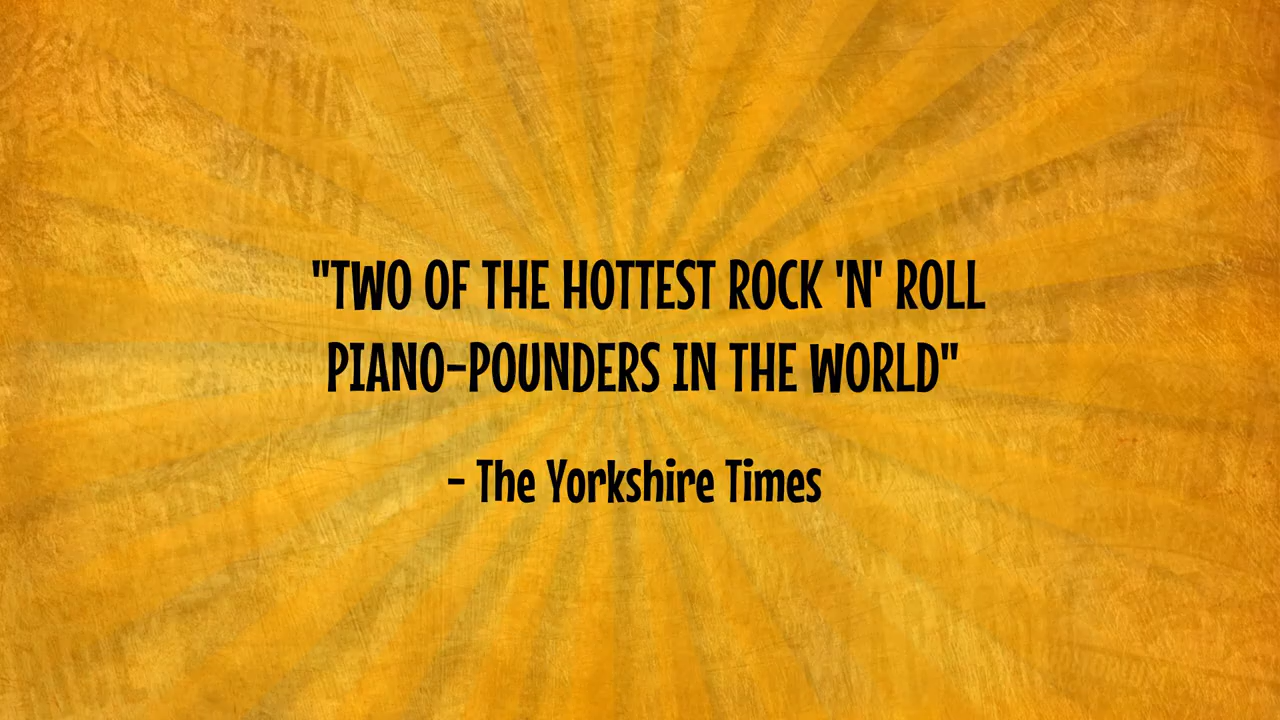 "TWO OF THE HOTTEST ROCK 'N' ROLL
PIANO-POUNDERS IN THE WORLD"
- The Yorkshire Times